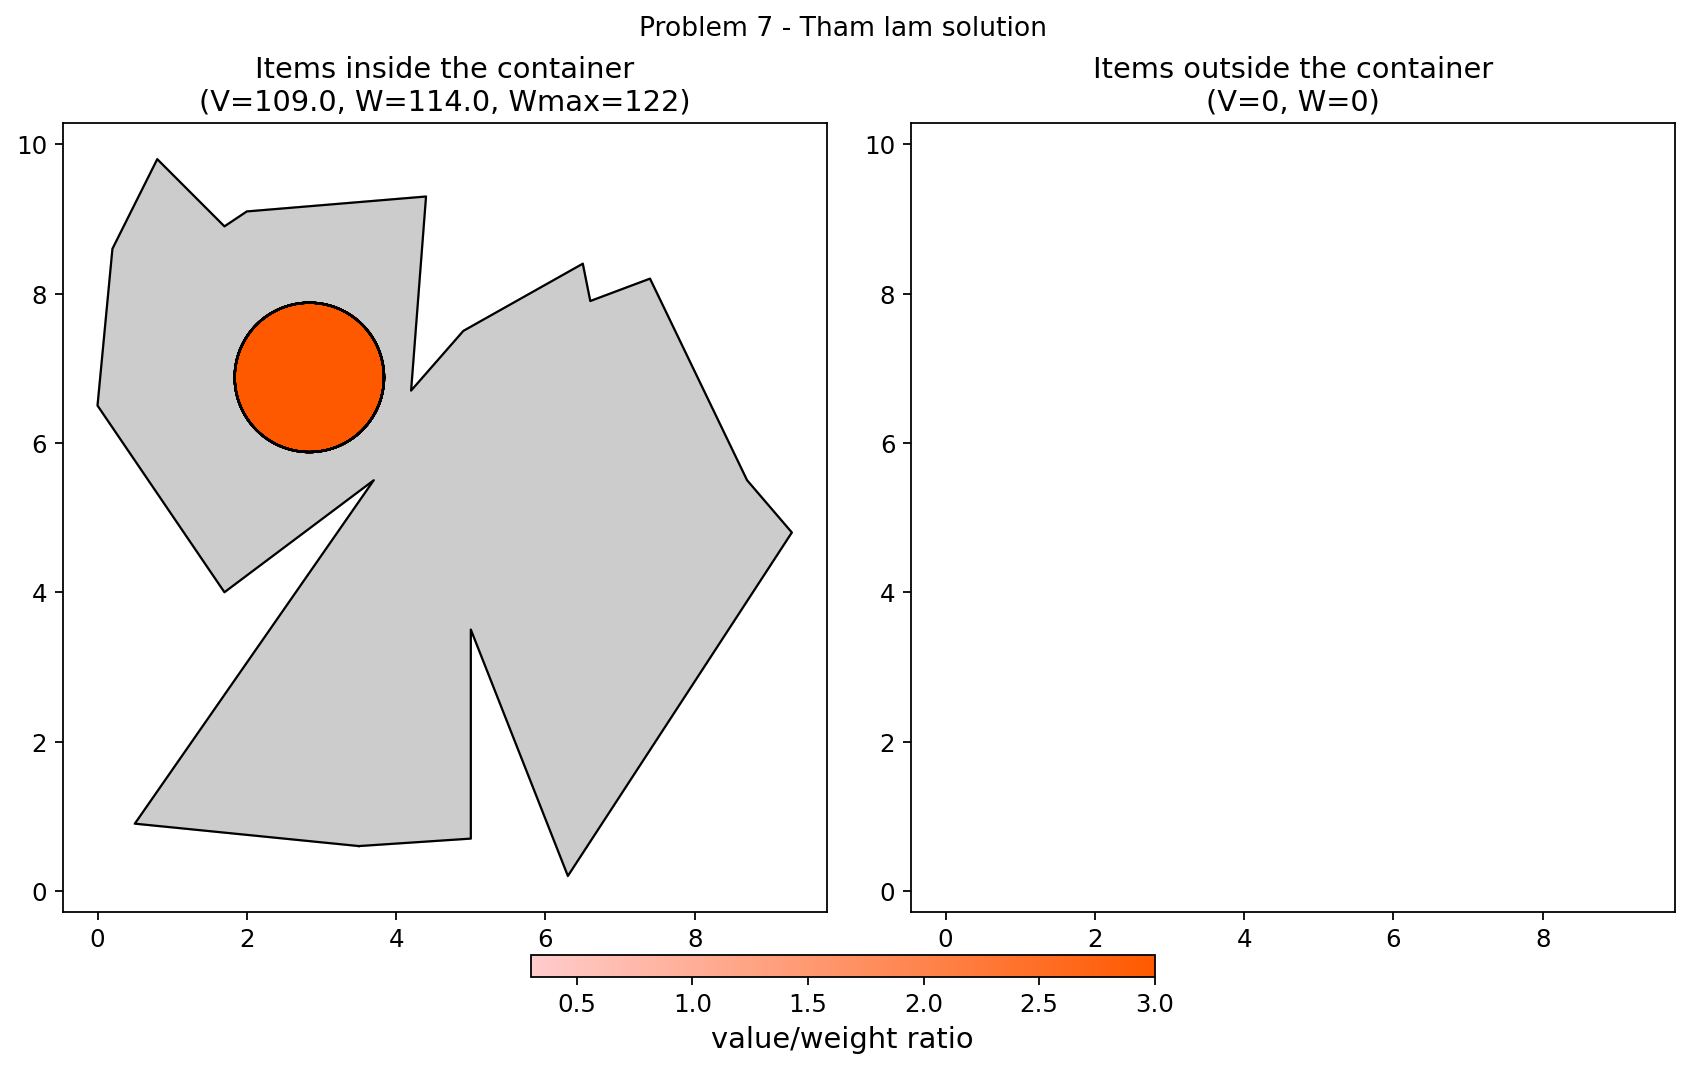 Problem 7 - Tham lam solution
Items inside the container
(V=109.0, W=114.0, Wmax=122)
10
8
6
4
2
0
0 2 4 6 8
Items outside the container
(V=0, W=0)
10
8
6
4
2
0
0 2 4 6 8
0.5 1.0 1.5 2.0 2.5 3.0
value/weight ratio